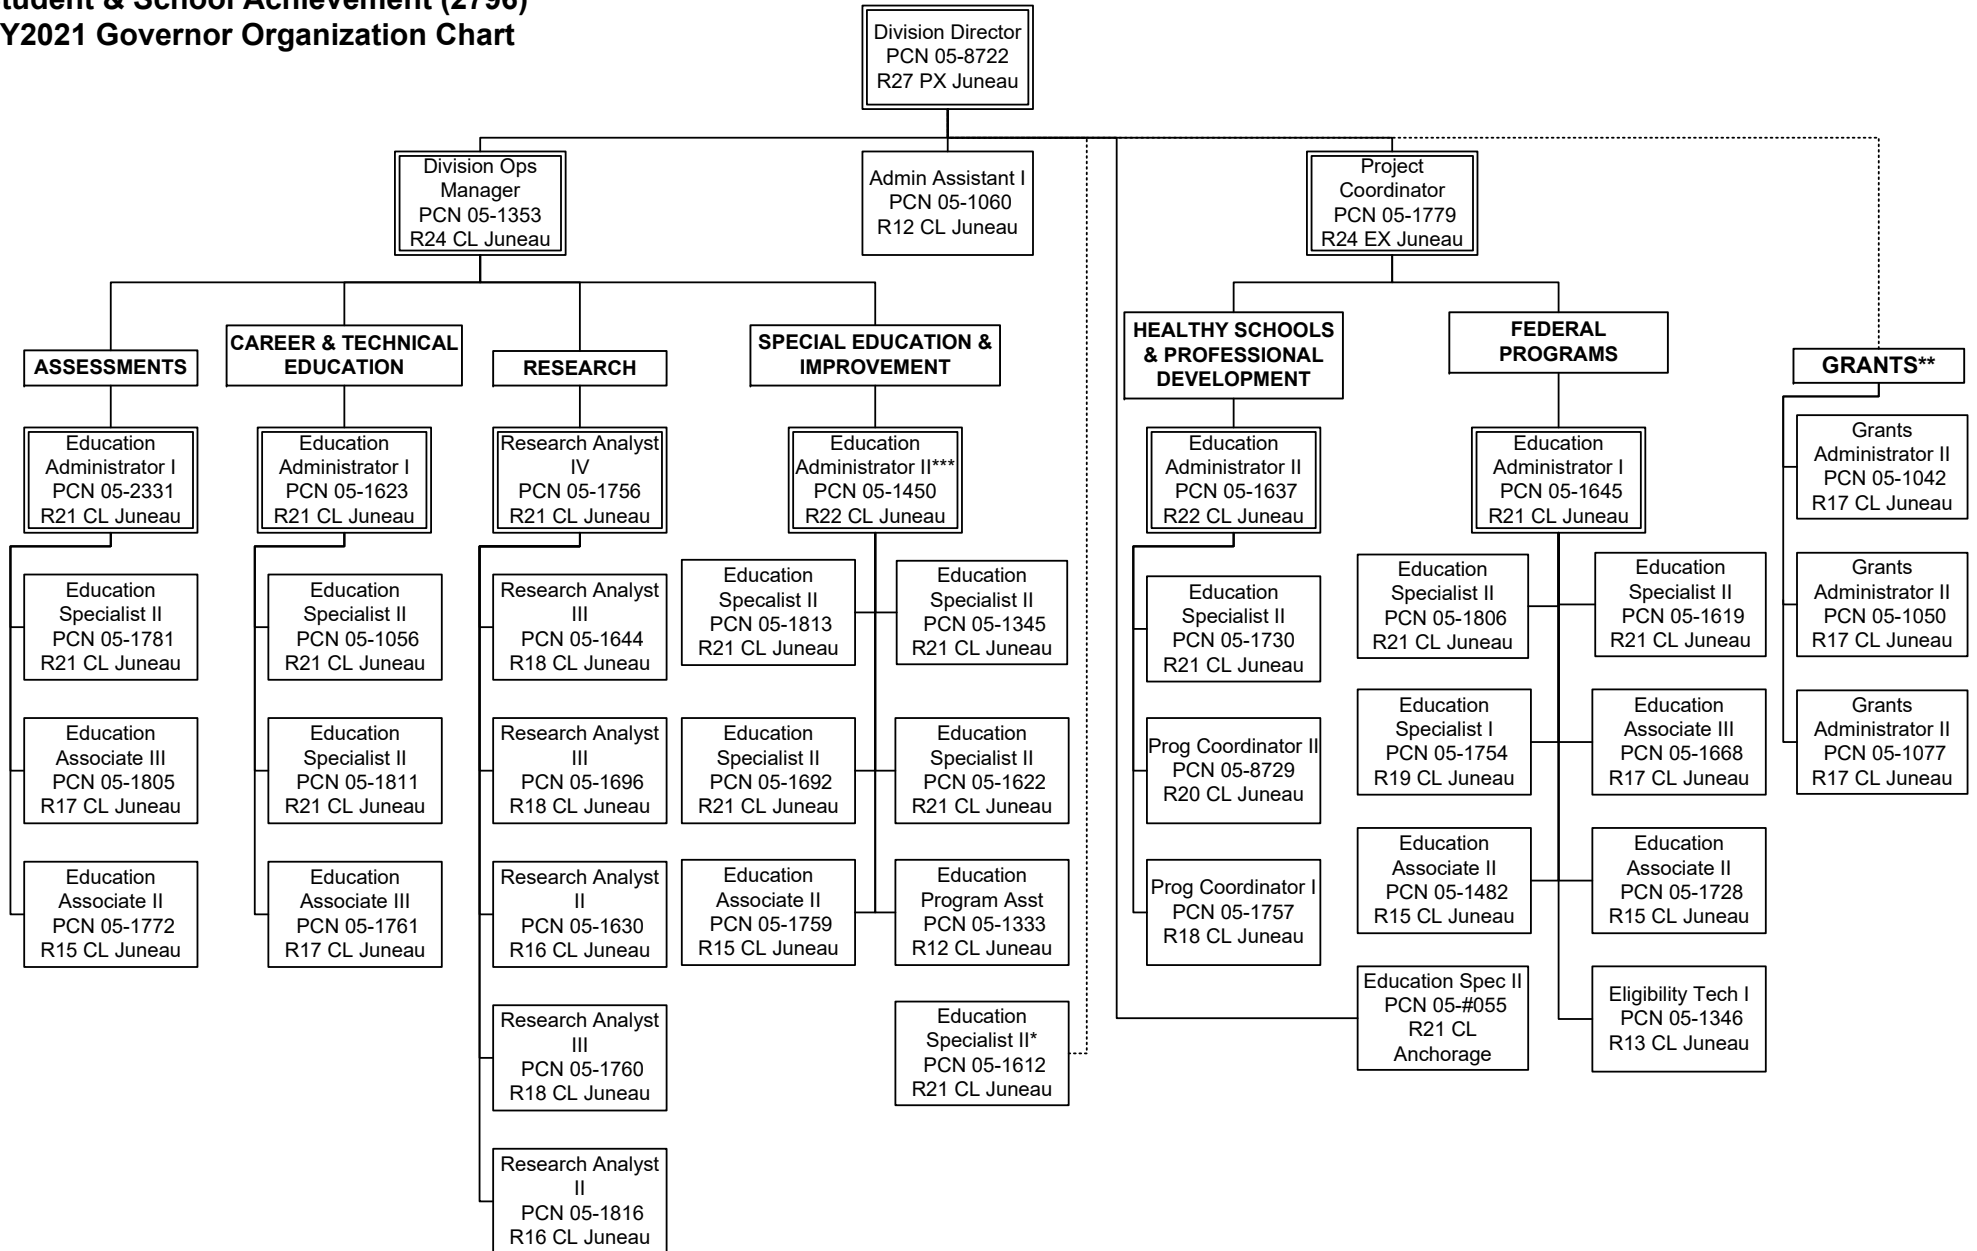 tudent & School Achievement (2796)
Y2021 Governor Organization Chart
Division Director
PCN 05-8722
R27 PX Juneau
Division Ops
Manager
PCN 05-1353
R24 CL Juneau
Admin Assistant I
PCN 05-1060
R12 CL Juneau
Project
Coordinator
PCN 05-1779
R24 EX Juneau
ASSESSMENTS
Education
Administrator I
PCN 05-2331
R21 CL Juneau
Education
Specialist II
PCN 05-1781
R21 CL Juneau
Education
Associate III
PCN 05-1805
R17 CL Juneau
Education
Associate II
PCN 05-1772
R15 CL Juneau
CAREER & TECHNICAL
EDUCATION
Education
Administrator I
PCN 05-1623
R21 CL Juneau
Education
Specialist II
PCN 05-1056
R21 CL Juneau
Education
Specialist II
PCN 05-1811
R21 CL Juneau
Education
Associate III
PCN 05-1761
R17 CL Juneau
RESEARCH
Research Analyst
IV
PCN 05-1756
R21 CL Juneau
Research Analyst
III
PCN 05-1644
R18 CL Juneau
Research Analyst
III
PCN 05-1696
R18 CL Juneau
Research Analyst
II
PCN 05-1630
R16 CL Juneau
Research Analyst
III
PCN 05-1760
R18 CL Juneau
Research Analyst
II
PCN 05-1816
R16 CL Juneau
SPECIAL EDUCATION &
IMPROVEMENT
Education
Administrator II***
PCN 05-1450
R22 CL Juneau
Education
Specalist II
PCN 05-1813
R21 CL Juneau
Education
Specialist II
PCN 05-1345
R21 CL Juneau
Education
Specialist II
PCN 05-1692
R21 CL Juneau
Education
Specialist II
PCN 05-1622
R21 CL Juneau
Education
Associate II
PCN 05-1759
R15 CL Juneau
Education
Program Asst
PCN 05-1333
R12 CL Juneau
Education
Specialist II*
PCN 05-1612
R21 CL Juneau
HEALTHY SCHOOLS
& PROFESSIONAL
DEVELOPMENT
Education
Administrator II
PCN 05-1637
R22 CL Juneau
Education
Specialist II
PCN 05-1730
R21 CL Juneau
Prog Coordinator II
PCN 05-8729
R20 CL Juneau
Prog Coordinator I
PCN 05-1757
R18 CL Juneau
FEDERAL
PROGRAMS
Education
Administrator I
PCN 05-1645
R21 CL Juneau
Education
Specialist II
PCN 05-1806
R21 CL Juneau
Education
Specialist II
PCN 05-1619
R21 CL Juneau
Education
Specialist I
PCN 05-1754
R19 CL Juneau
Education
Associate III
PCN 05-1668
R17 CL Juneau
Education
Associate II
PCN 05-1482
R15 CL Juneau
Education
Associate II
PCN 05-1728
R15 CL Juneau
Education Spec II
PCN 05-#055
R21 CL
Anchorage
Eligibility Tech I
PCN 05-1346
R13 CL Juneau
GRANTS**
Grants
Administrator II
PCN 05-1042
R17 CL Juneau
Grants
Administrator II
PCN 05-1050
R17 CL Juneau
Grants
Administrator II
PCN 05-1077
R17 CL Juneau